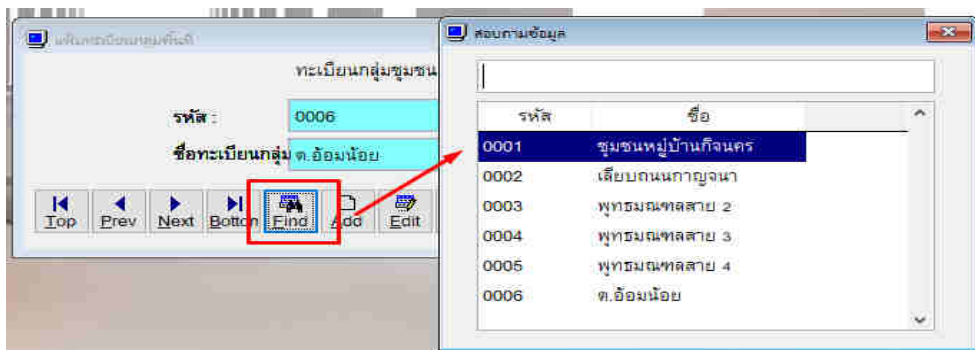 สอบถามข้อมูล
ทะเบียนกลุ่มชุมชน
รหัส :
0006
ชื่อทะเบียนกลุ่ม
ต.อ้อมน้อย
Top Prev Next Bottom Find Add Edit
รหัส ชื่อ
0001 ชุมชนหมู่บ้านกิจนคร
0002 เลียบถนนกาญจนา
0003 พุทธมณฑลสาย 2
0004 พุทธมณฑลสาย 3
0005 พุทธมณฑลสาย 4
0006 ต.อ้อมน้อย